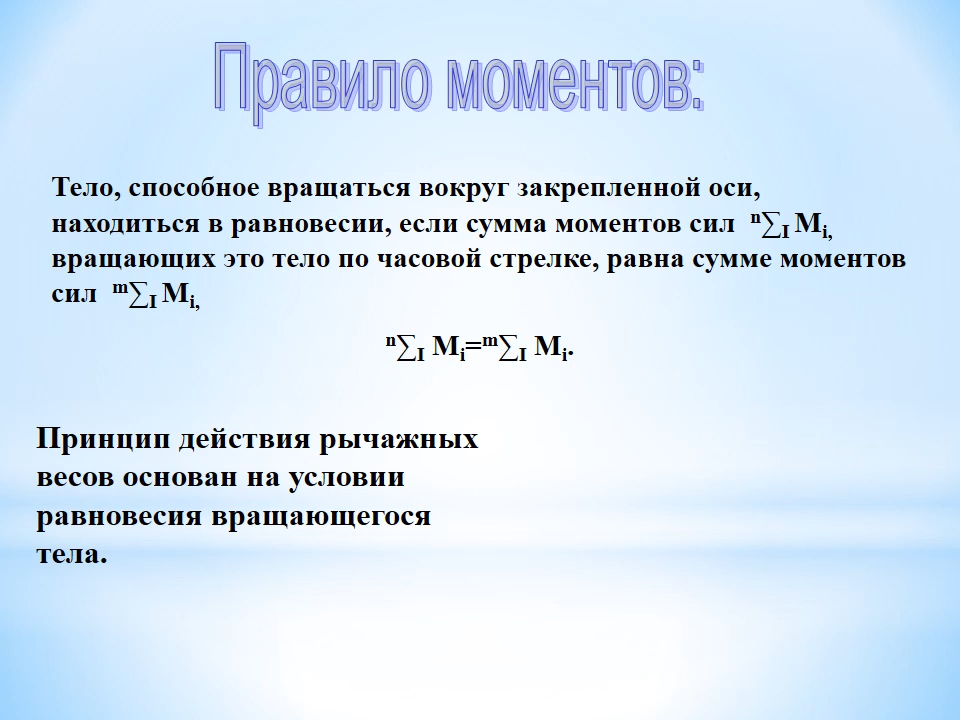 Правило моментов:
Тело, способное вращаться вокруг закрепленной оси,
находиться в равновесии, если сумма моментов сил ⁿ∑I Mi,
вращающих это тело по часовой стрелке, равна сумме моментов
сил ᵐ∑I Mi,
ⁿ∑I Mi=ᵐ∑I Mi.
Принцип действия рычажных
весов основан на условии
равновесия вращающегося
тела.